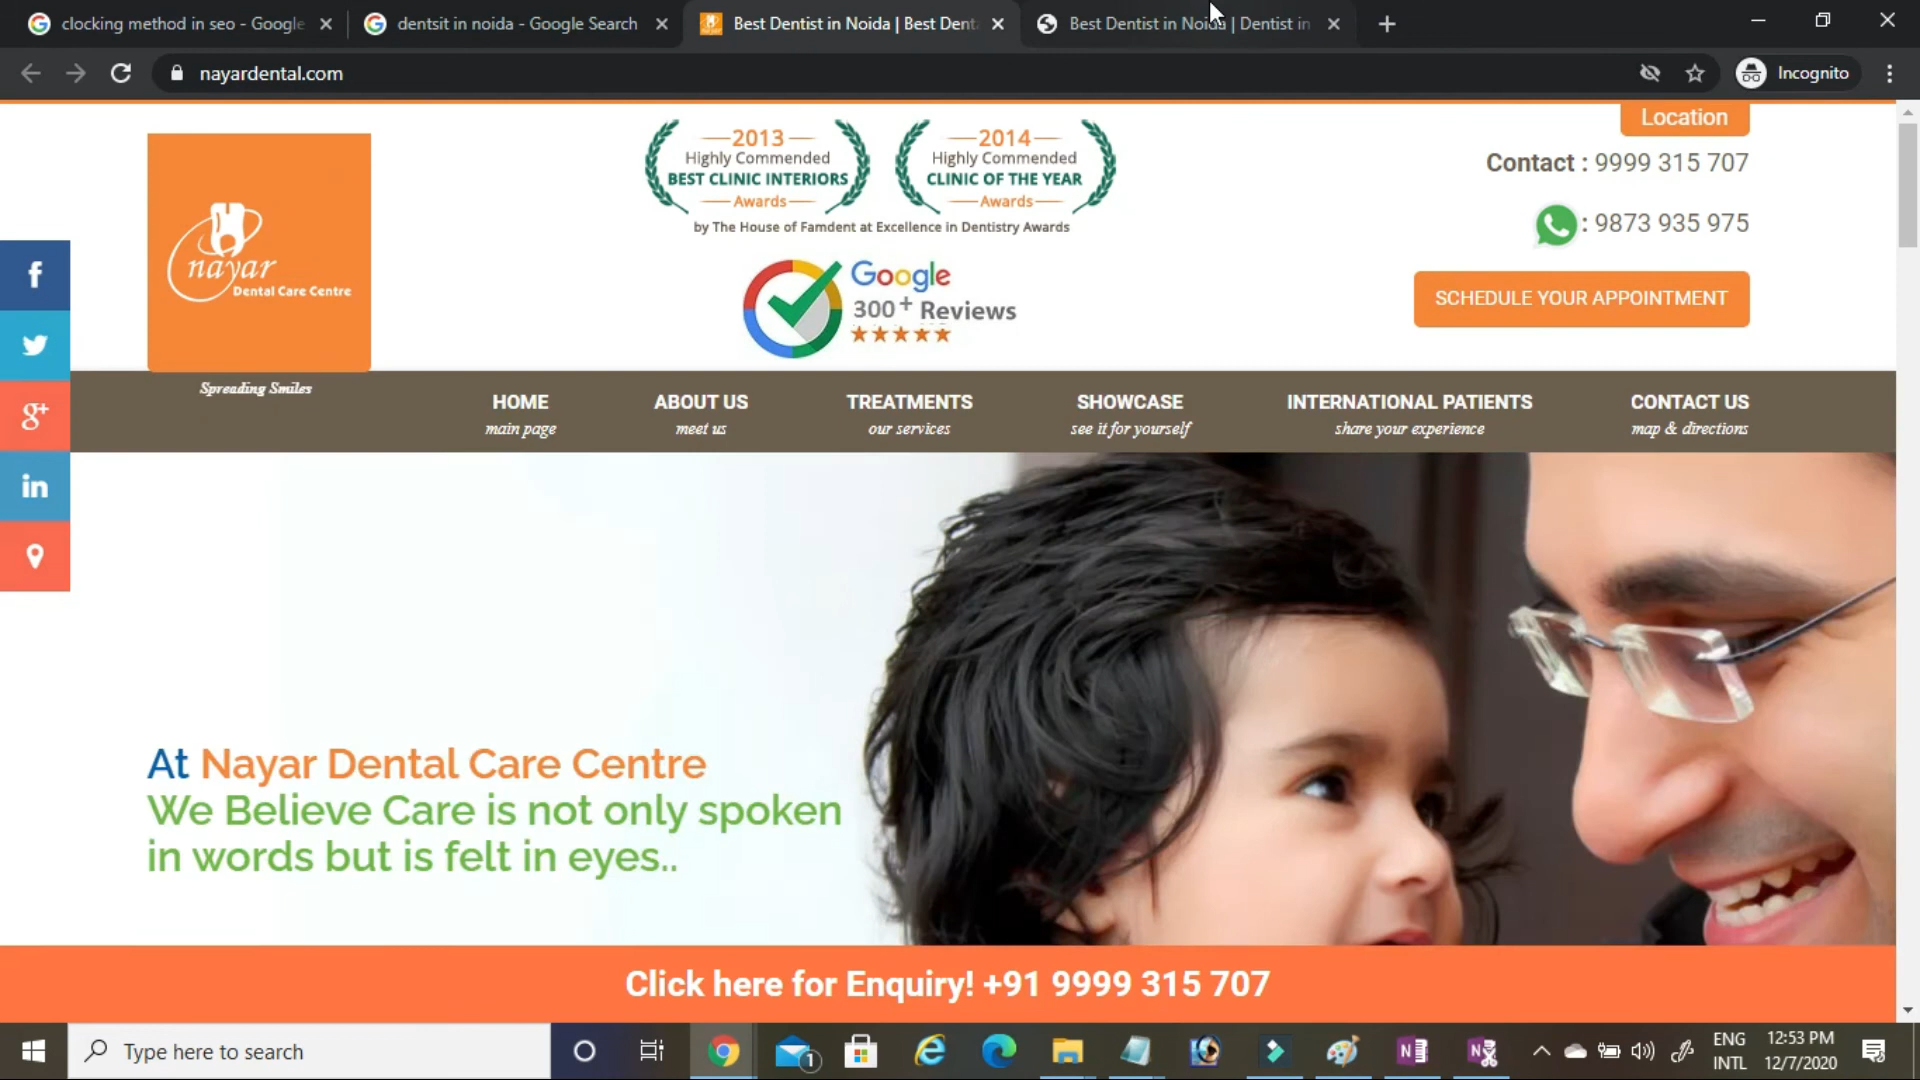 clocking method in seo - Google
dentsit in noida - Google Search
Best Dentist in Noida | Best Dent
Best Dentist in Noida | Dentist in
nayardental.com
Incognito
nayar
Dental Care Centre
Spreading Smiles
2013
Highly Commended
BEST CLINIC INTERIORS
Awards
2014
Highly Commended
CLINIC OF THE YEAR
Awards
by The House of Famdent at Excellence in Dentistry Awards
Google
300+ Reviews
Location
Contact : 9999 315 707
: 9873 935 975
SCHEDULE YOUR APPOINTMENT
f
g+
in
HOME
main page
ABOUT US
meet us
TREATMENTS
our services
SHOWCASE
see it for yourself
INTERNATIONAL PATIENTS
share your experience
CONTACT US
map & directions
At Nayar Dental Care Centre
We Believe Care is not only spoken
in words but is felt in eyes..
Click here for Enquiry! +91 9999 315 707
Type here to search
1
N
N
ENG
INTL
12:53 PM
12/7/2020